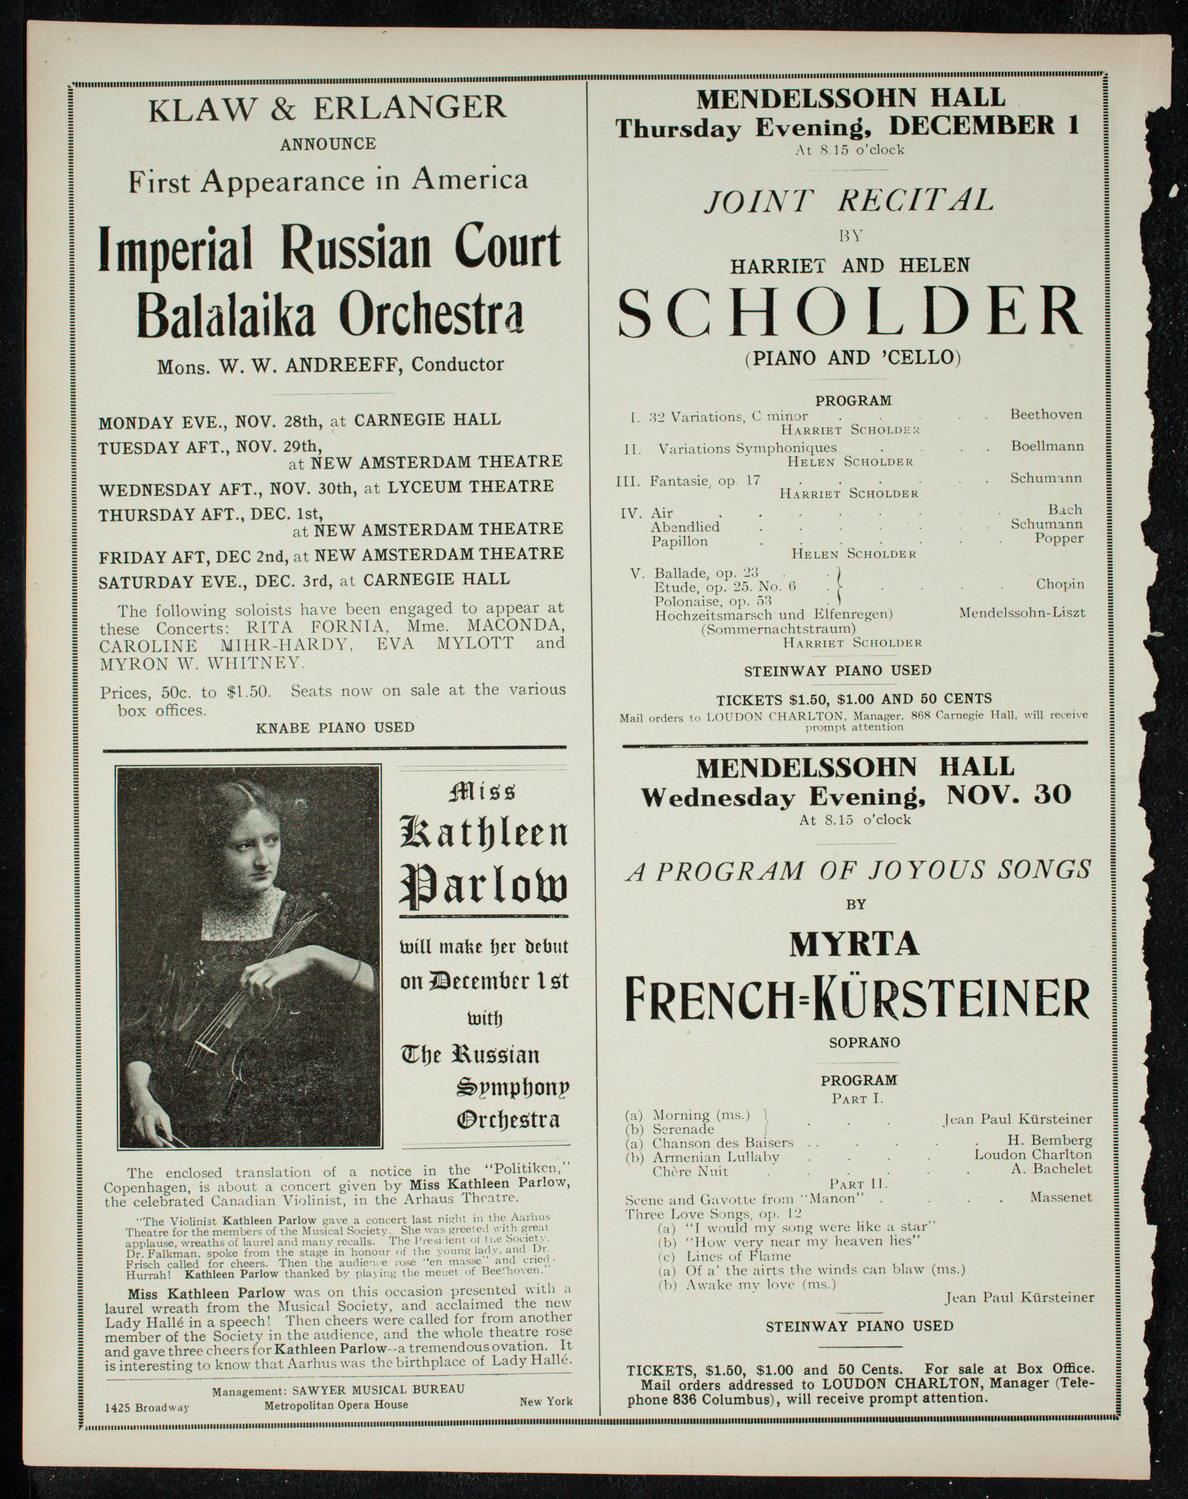 KLAW & ERLANGER
ANNOUNCE
First Appearance in America
Imperial Russian Court
Balalaika Orchestra
Mons. W. W. ANDREEFF, Conductor
MONDAY EVE., NOV. 28th, at CARNEGIE HALL
TUESDAY AFT., NOV. 29th,
at NEW AMSTERDAM THEATRE
WEDNESDAY AFT., NOV. 30th, at LYCEUM THEATRE
THURSDAY AFT., DEC. 1st,
at NEW AMSTERDAM THEATRE
FRIDAY AFT, DEC 2nd, at NEW AMSTERDAM THEATRE
SATURDAY EVE., DEC. 3rd, at CARNEGIE HALL
The following soloists have been engaged to appear at
these Concerts: RITA FORNIA, Mme. MACONDA,
CAROLINE MIHR-HARDY, EVA MYLOTT and
MYRON W. WHITNEY.
Prices, 50c. to $1.50. Seats now on sale at the various
box offices.
KNABE PIANO USED
Miss
Kathleen
Parlow
will make her debut
on December 1st
with
The Russian
Symphony
Orchestra
The enclosed translation of a notice in the "Politiken,"
Copenhagen, is about a concert given by Miss Kathleen Parlow,
the celebrated Canadian Violinist, in the Arhaus Theatre.
"The Violinist Kathleen Parlow gave a concert last night in the Aarhus
Theatre for the members of the Musical Society. She was greeted with great
applause, wreaths of laurel and many recalls. The President of the Society,
Dr. Falkman, spoke from the stage in honour of the young lady, and Dr.
Frisch called for cheers. Then the audience rose "en masse" and cried,
Hurrah! Kathleen Parlow thanked by playing the meuet of Beethoven."
Miss Kathleen Parlow was on this occasion presented with a
laurel wreath from the Musical Society, and acclaimed the new
Lady Hallé in a speech! Then cheers were called for from another
member of the Society in the audience, and the whole theatre rose
and gave three cheers for Kathleen Parlow--a tremendous ovation. It
is interesting to know that Aarhus was the birthplace of Lady Hallé.
Management: SAWYER MUSICAL BUREAU
1425 Broadway Metropolitan Opera House New York
MENDELSSOHN HALL
Thursday Evening, DECEMBER 1
At 8.15 o'clock
JOINT RECITAL
BY
HARRIET AND HELEN
SCHOLDER
(PIANO AND 'CELLO)
PROGRAM
I. 32 Variations, C minor . . . . . Beethoven
HARRIET SCHOLDER
II. Variations Symphoniques . . . . Boellmann
HELEN SCHOLDER
III. Fantasie, op. 17 . . . . . . Schumann
HARRIET SCHOLDER
IV. Air . . . . . . . . Bach
Abendlied . . . . . . . Schumann
Papillon . . . . . . . Popper
HELEN SCHOLDER
V. Ballade, op. 23 .
Etude, op. 25. No. 6 . . . . . . Chopin
Polonaise, op. 53
Hochzeitsmarsch und Elfenregen) Mendelssohn-Liszt
(Sommernachtstraum)
HARRIET SCHOLDER
STEINWAY PIANO USED
TICKETS $1.50, $1.00 AND 50 CENTS
Mail orders to LOUDON CHARLTON, Manager, 868 Carnegie Hall, will receive
prompt attention
MENDELSSOHN HALL
Wednesday Evening, NOV. 30
At 8.15 o'clock
A PROGRAM OF JOYOUS SONGS
BY
MYRTA
FRENCH=KÜRSTEINER
SOPRANO
PROGRAM
PART I.
(a) Morning (ms.)
(b) Serenade . . . Jean Paul Kürsteiner
(a) Chanson des Baisers . . . . . . H. Bemberg
(b) Armenian Lullaby . . . . Loudon Charlton
Chère Nuit . . . . . . A. Bachelet
PART II.
Scene and Gavotte from "Manon" . . . . Massenet
Three Love Songs, op. 12
(a) "I would my song were like a star"
(b) "How very near my heaven lies"
(c) Lines of Flame
(a) Of a' the airts the winds can blaw (ms.)
(b) Awake my love (ms.)
Jean Paul Kürsteiner
STEINWAY PIANO USED
TICKETS, $1.50, $1.00 and 50 Cents. For sale at Box Office.
Mail orders addressed to LOUDON CHARLTON, Manager (Tele-
phone 836 Columbus), will receive prompt attention.